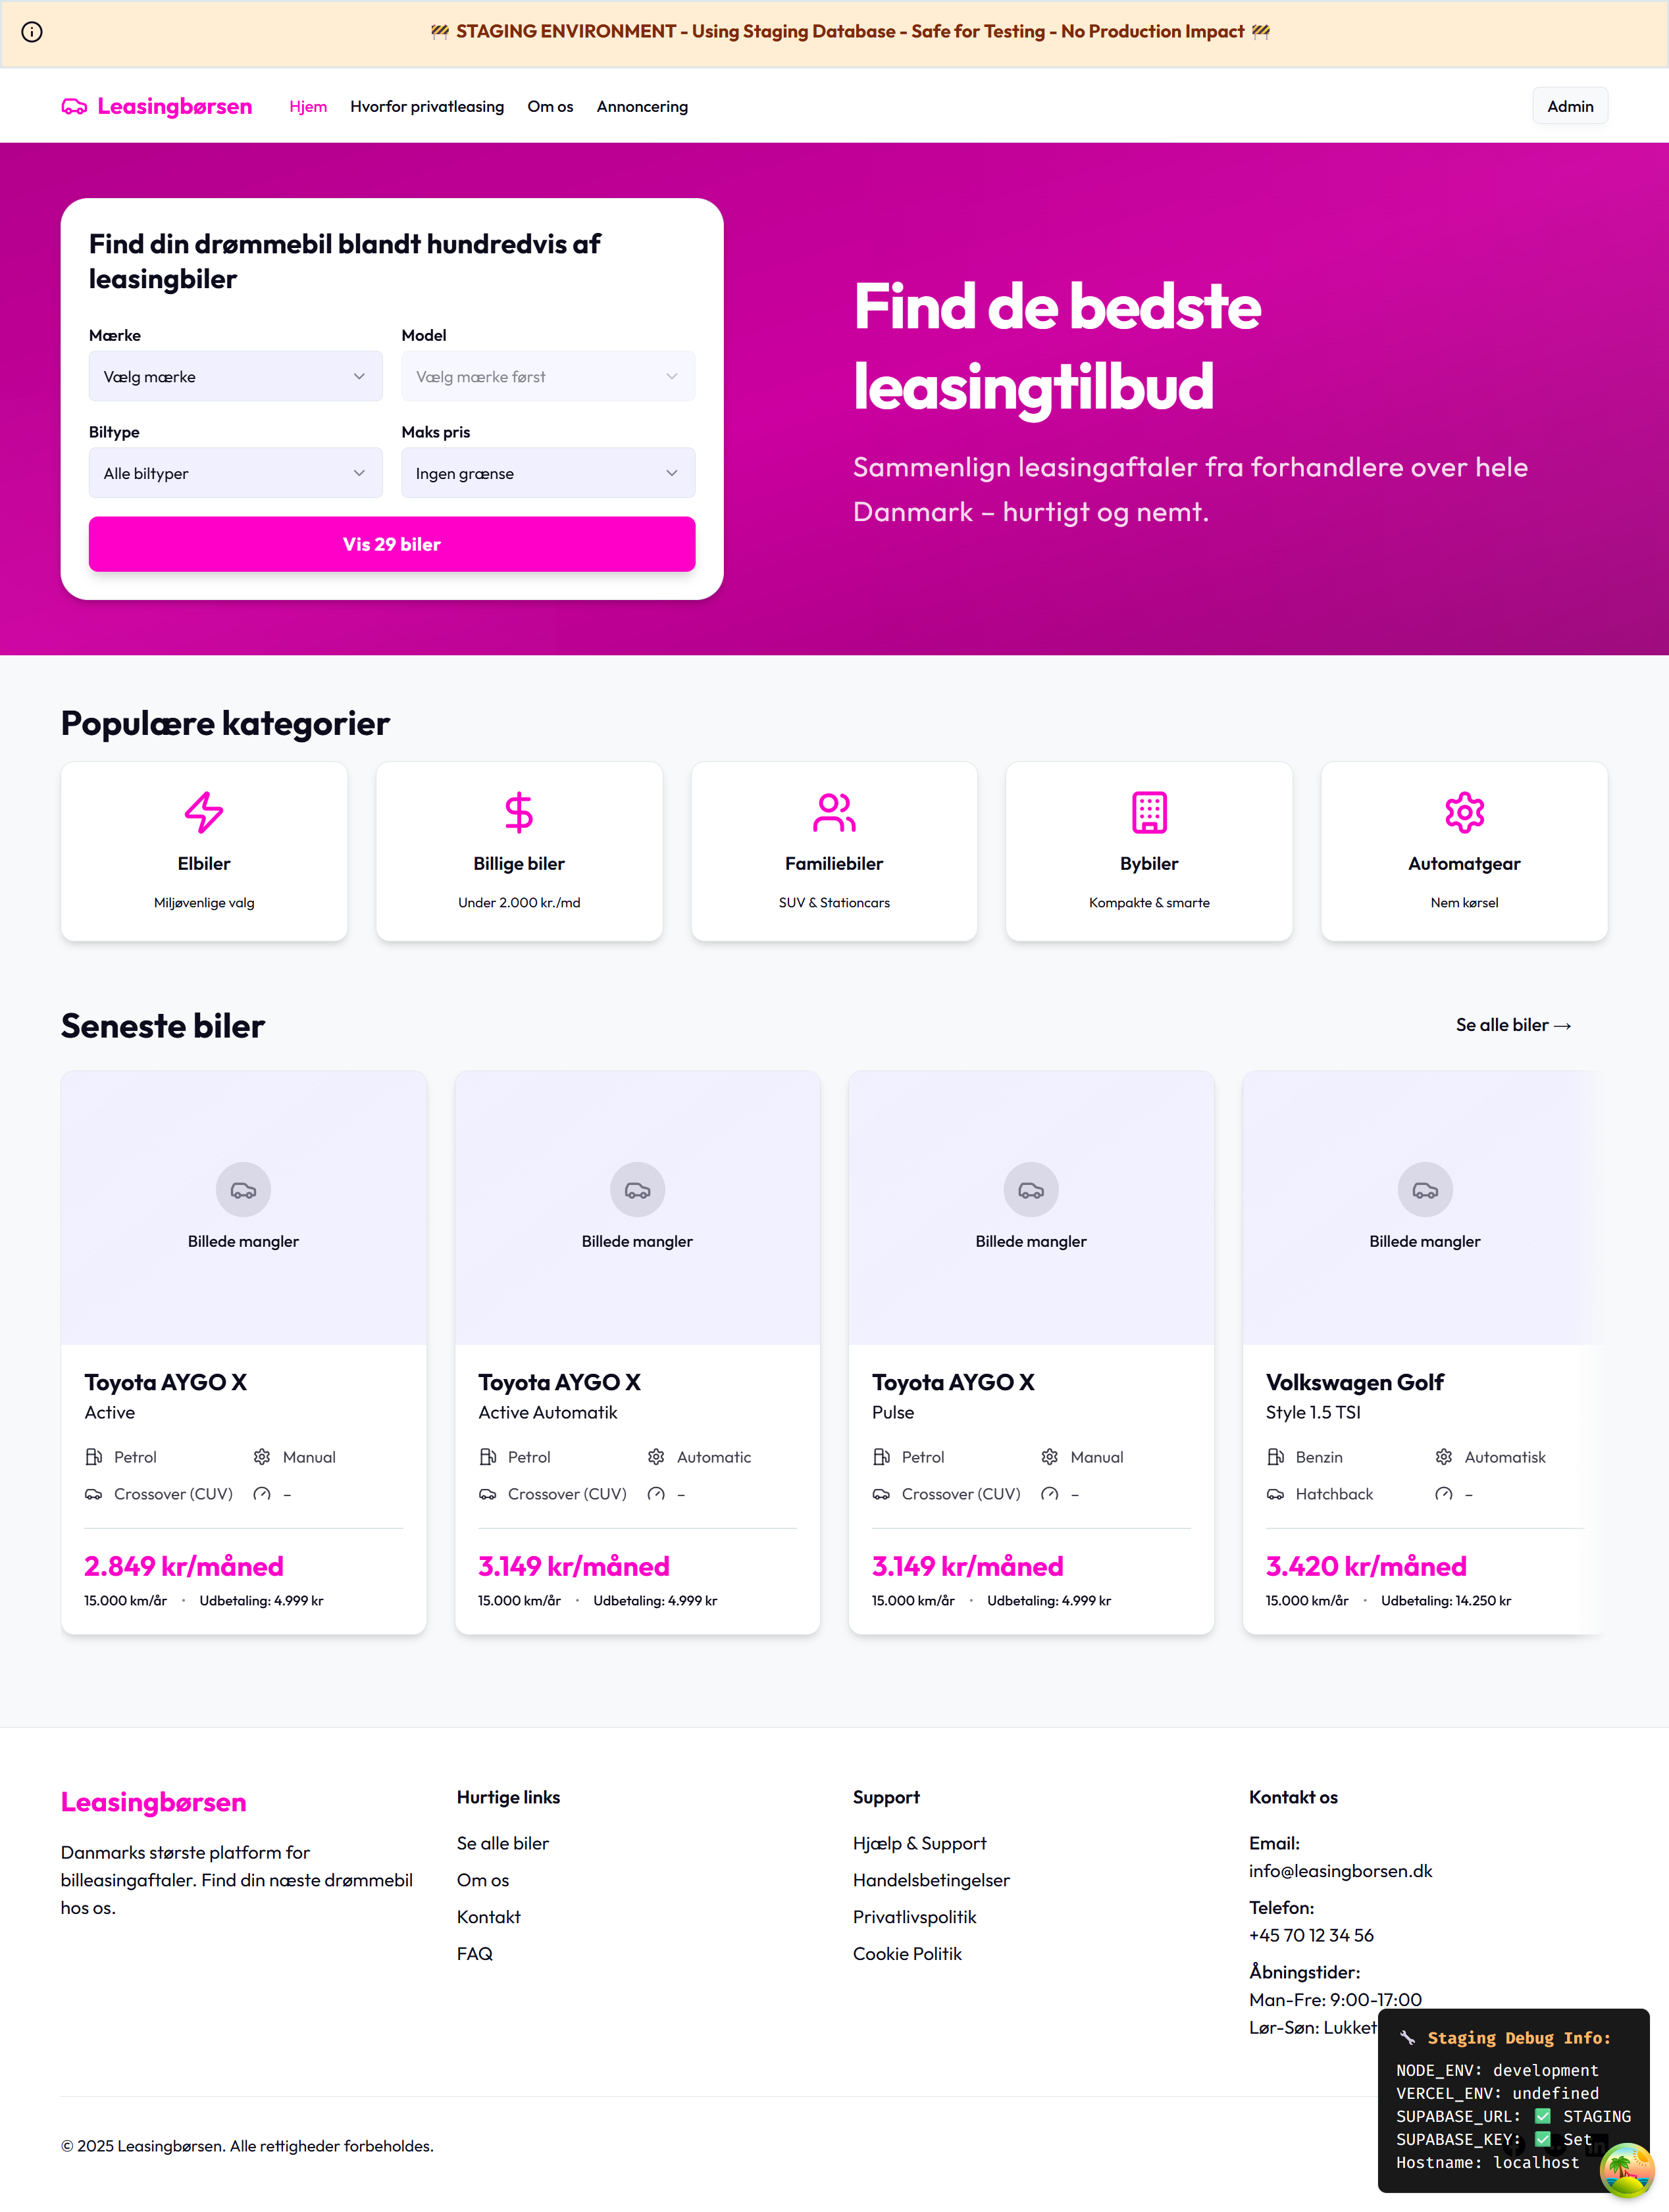 🚧 STAGING ENVIRONMENT - Using Staging Database - Safe for Testing - No Production Impact 🚧
Leasingbørsen
Hjem
Hvorfor privatleasing
Om os
Annoncering
Admin
Find din drømmebil blandt hundredvis af
leasingbiler
Mærke
Model
Vælg mærke
Vælg mærke først
Biltype
Maks pris
Alle biltyper
Ingen grænse
Vis 29 biler
Find de bedste
leasingtilbud
Sammenlign leasingaftaler fra forhandlere over hele
Danmark – hurtigt og nemt.
Populære kategorier
Elbiler
Miljøvenlige valg
Billige biler
Under 2.000 kr./md
Familiebiler
SUV & Stationcars
Bybiler
Kompakte & smarte
Automatgear
Nem kørsel
Seneste biler
Se alle biler →
Billede mangler
Toyota AYGO X
Active
Petrol
Manual
Crossover (CUV)
–
2.849 kr/måned
15.000 km/år • Udbetaling: 4.999 kr
Billede mangler
Toyota AYGO X
Active Automatik
Petrol
Automatic
Crossover (CUV)
–
3.149 kr/måned
15.000 km/år • Udbetaling: 4.999 kr
Billede mangler
Toyota AYGO X
Pulse
Petrol
Manual
Crossover (CUV)
–
3.149 kr/måned
15.000 km/år • Udbetaling: 4.999 kr
Billede mangler
Volkswagen Golf
Style 1.5 TSI
Benzin
Automatisk
Hatchback
–
3.420 kr/måned
15.000 km/år • Udbetaling: 14.250 kr
Leasingbørsen
Danmarks største platform for
billeasingaftaler. Find din næste drømmebil
hos os.
Hurtige links
Se alle biler
Om os
Kontakt
FAQ
Support
Hjælp & Support
Handelsbetingelser
Privatlivspolitik
Cookie Politik
Kontakt os
Email:
info@leasingborsen.dk
Telefon:
+45 70 12 34 56
Åbningstider:
Man-Fre: 9:00-17:00
Lør-Søn: Lukket
© 2025 Leasingbørsen. Alle rettigheder forbeholdes.
🔧 Staging Debug Info:
NODE_ENV: development
VERCEL_ENV: undefined
SUPABASE_URL: ✅ STAGING
SUPABASE_KEY: ✅ Set
Hostname: localhost